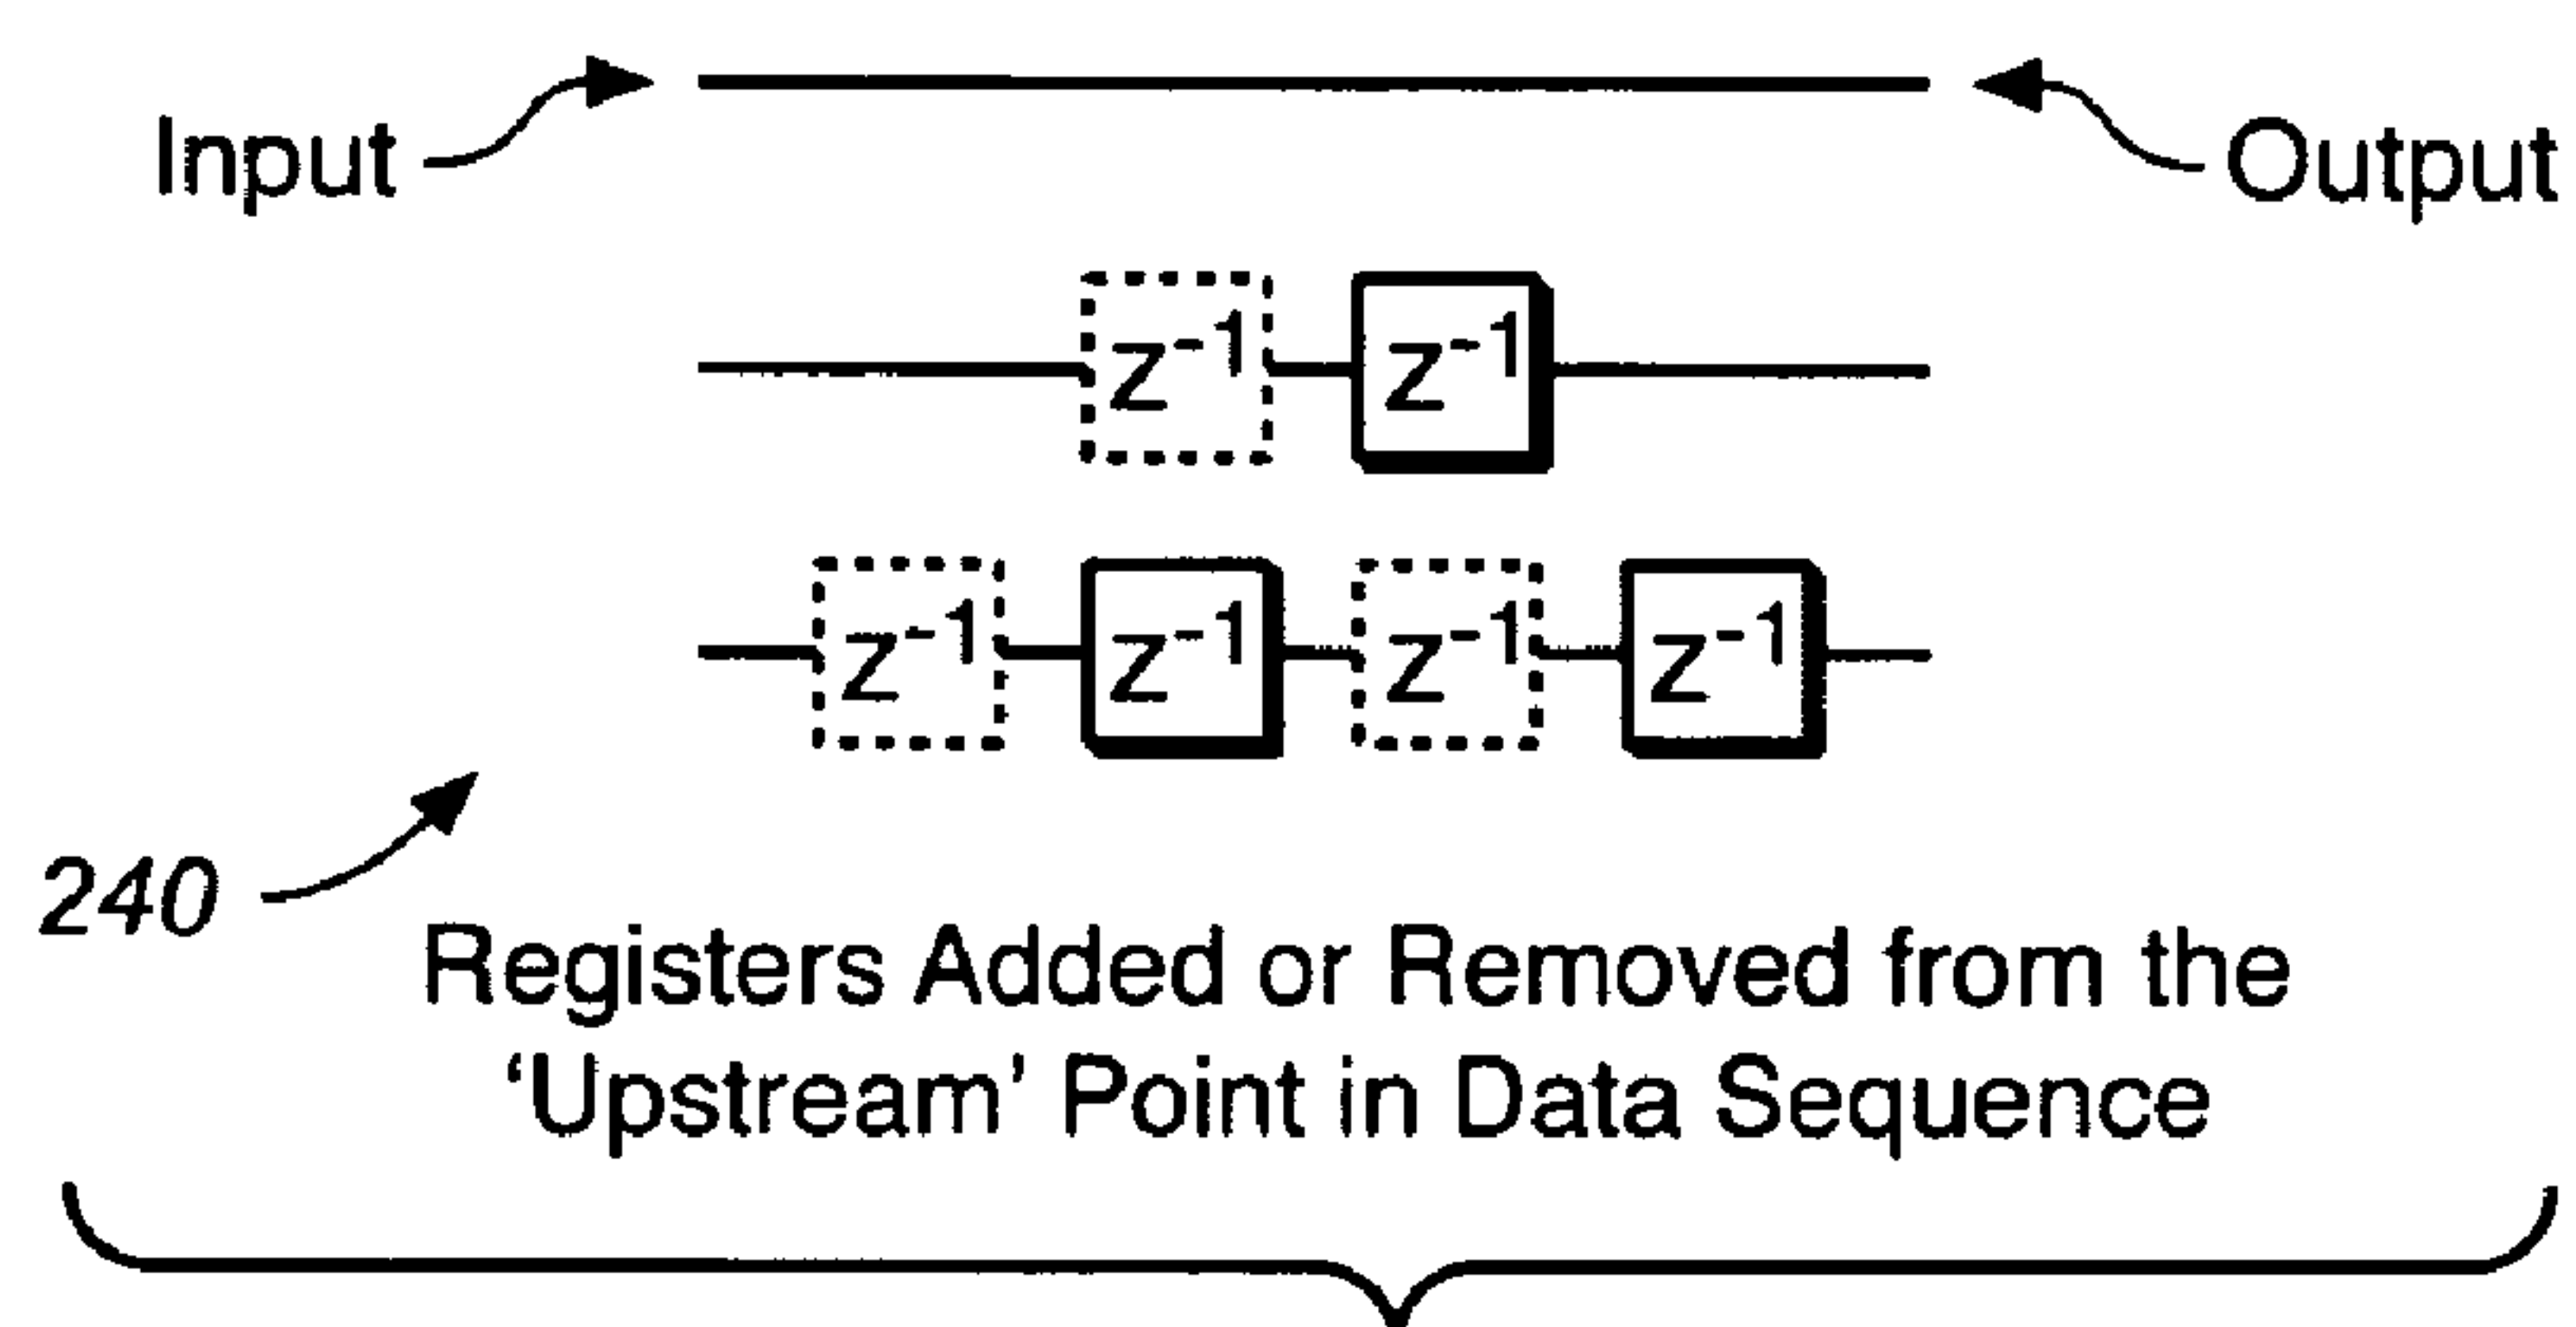 Input
Output
z⁻¹ z⁻¹
z⁻¹ z⁻¹ z⁻¹ z⁻¹
240
Registers Added or Removed from the
‘Upstream’ Point in Data Sequence